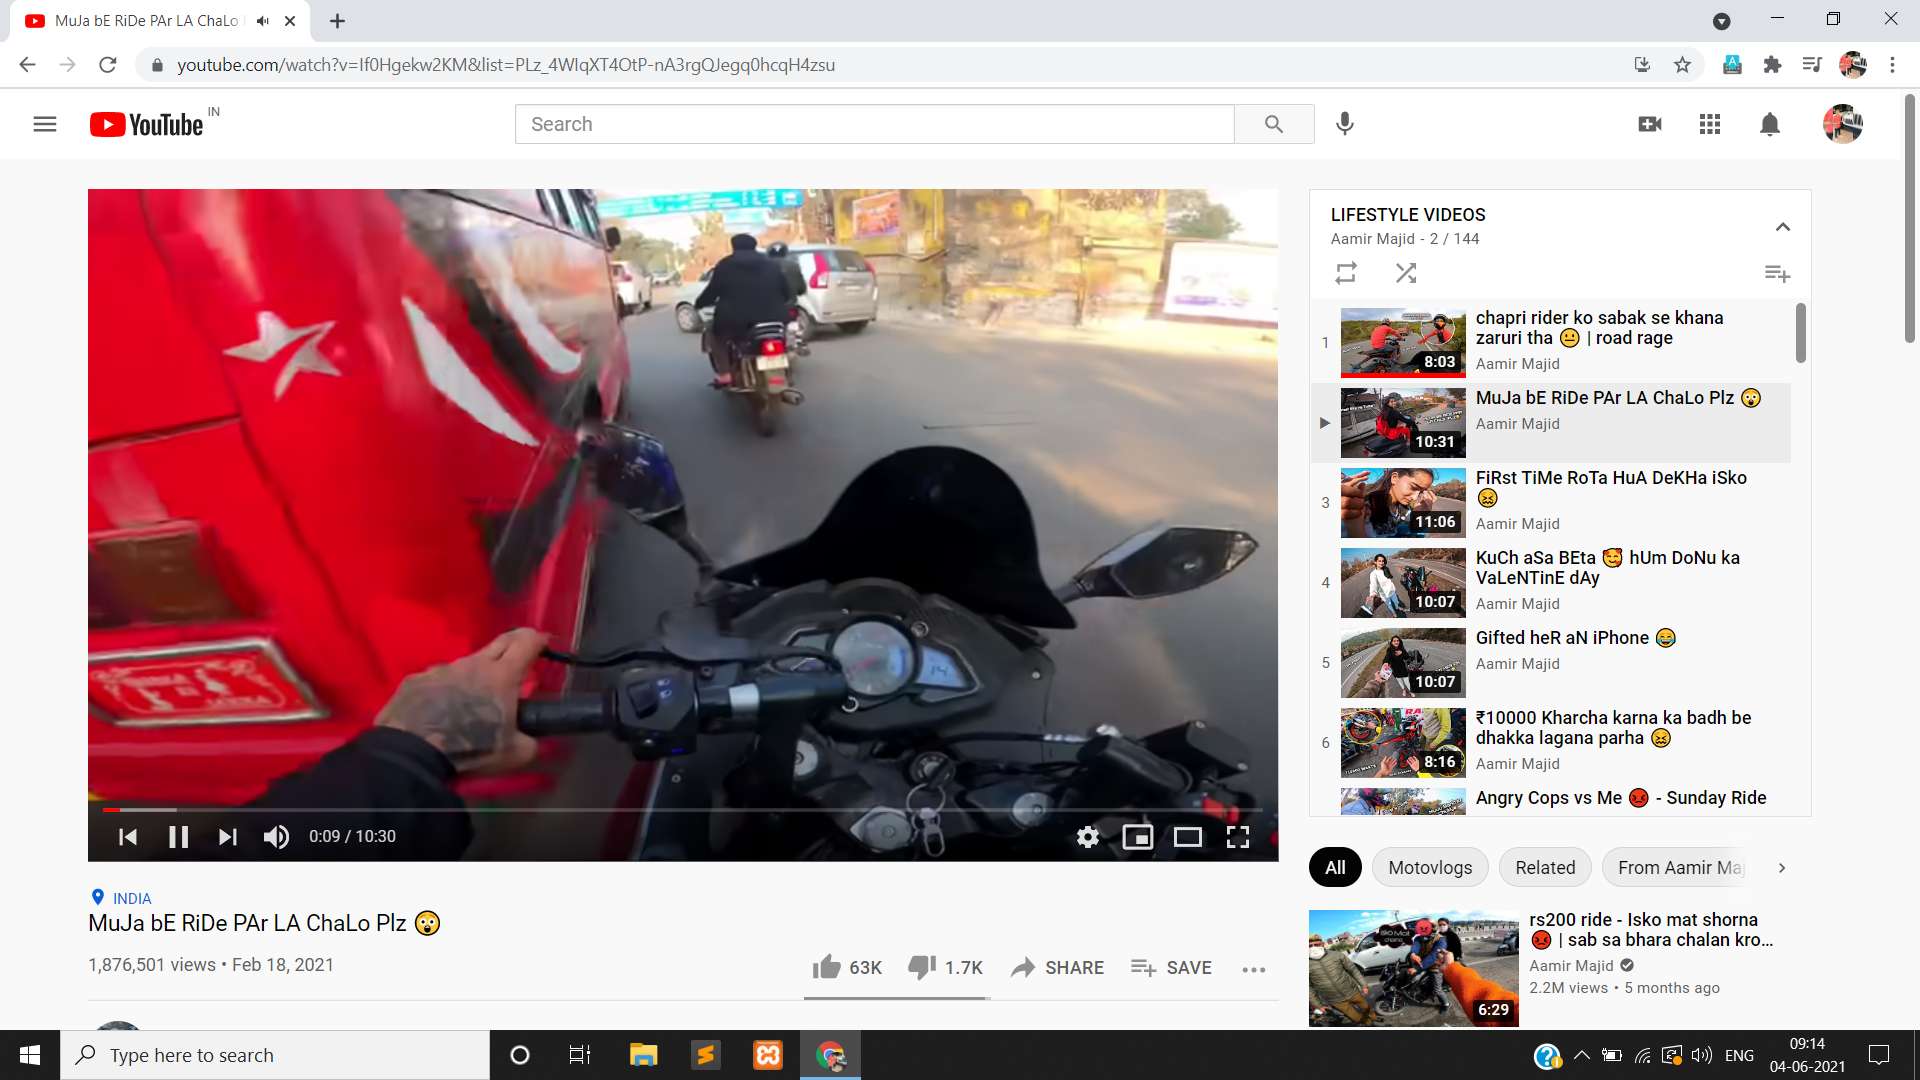 MuJa bE RiDe PAr LA ChaLo
youtube.com/watch?v=If0Hgekw2KM&list=PLz_4WIqXT4OtP-nA3rgQJegq0hcqH4zsu
YouTube IN
Search
LIFESTYLE VIDEOS
Aamir Majid - 2 / 144
1
8:03
chapri rider ko sabak se khana
zaruri tha 😐 | road rage
Aamir Majid
10:31
MuJa bE RiDe PAr LA ChaLo Plz 😲
Aamir Majid
3
11:06
FiRst TiMe RoTa HuA DeKHa iSko
😖
Aamir Majid
4
10:07
KuCh aSa BEta 🥰 hUm DoNu ka
VaLeNTinE dAy
Aamir Majid
5
10:07
Gifted heR aN iPhone 😂
Aamir Majid
6
8:16
₹10000 Kharcha karna ka badh be
dhakka lagana parha 😖
Aamir Majid
Angry Cops vs Me 😡 - Sunday Ride
0:09 / 10:30
INDIA
MuJa bE RiDe PAr LA ChaLo Plz 😲
1,876,501 views • Feb 18, 2021
63K
1.7K
SHARE
SAVE
All
Motovlogs
Related
From Aamir Maj
6:29
rs200 ride - Isko mat shorna
😡 | sab sa bhara chalan kro...
Aamir Majid
2.2M views • 5 months ago
Type here to search
ENG
09:14
04-06-2021